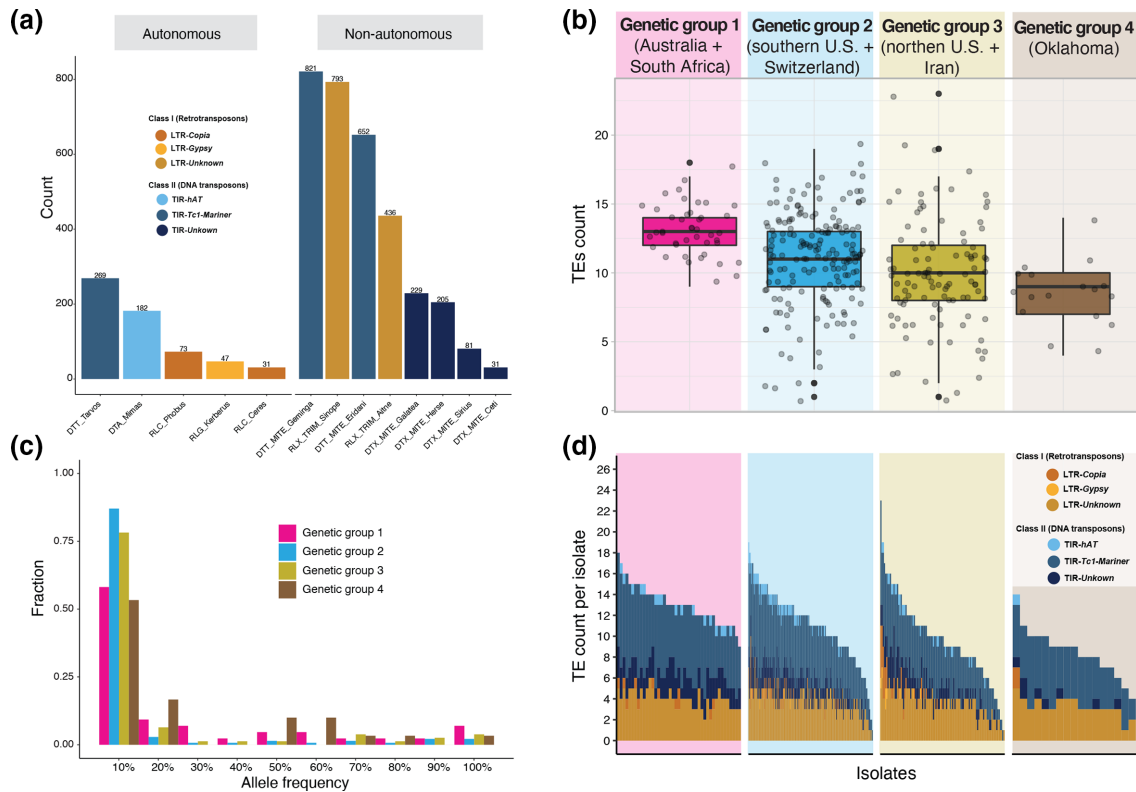 (a)
Autonomous
Non-autonomous
Count
800
600
400
200
0
Class I (Retrotransposons)
LTR-Copia
LTR-Gypsy
LTR-Unknown
Class II (DNA transposons)
TIR-hAT
TIR-Tc1-Mariner
TIR-Unkown
269
182
73
47
31
821
793
652
436
229
205
81
31
DTT_Tarvos
DTA_Mimas
RLC_Phobus
RLG_Kerberus
RLC_Ceres
DTT_MITE_Geminga
RLX_TRIM_Sinope
DTT_MITE_Eridani
RLX_TRIM_Aitne
DTX_MITE_Galatea
DTX_MITE_Herse
DTX_MITE_Sirius
DTX_MITE_Ceti
(b)
Genetic group 1
(Australia +
South Africa)
Genetic group 2
(southern U.S. +
Switzerland)
Genetic group 3
(northen U.S. +
Iran)
Genetic group 4
(Oklahoma)
TEs count
20
15
10
5
0
(c)
Fraction
1.00
0.75
0.50
0.25
0.00
Genetic group 1
Genetic group 2
Genetic group 3
Genetic group 4
10% 20% 30% 40% 50% 60% 70% 80% 90% 100%
Allele frequency
(d)
TE count per isolate
26
24
22
20
18
16
14
12
10
8
6
4
2
0
Class I (Retrotransposons)
LTR-Copia
LTR-Gypsy
LTR-Unknown
Class II (DNA transposons)
TIR-hAT
TIR-Tc1-Mariner
TIR-Unkown
Isolates